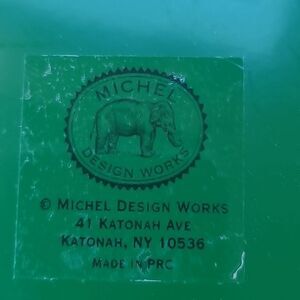 MICHEL
DESIGN WORKS
© MICHEL DESIGN WORKS
41 KATONAH AVE
KATONAH, NY 10536
MADE IN PRC